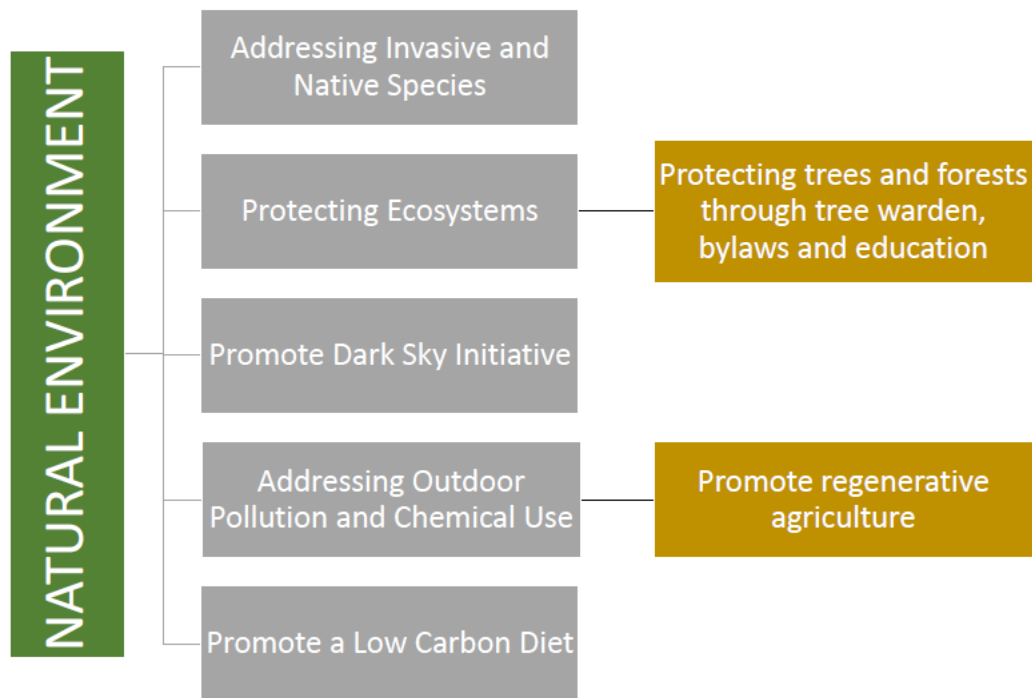 NATURAL ENVIRONMENT
Addressing Invasive and
Native Species
Protecting Ecosystems
Protecting trees and forests
through tree warden,
bylaws and education
Promote Dark Sky Initiative
Addressing Outdoor
Pollution and Chemical Use
Promote regenerative
agriculture
Promote a Low Carbon Diet